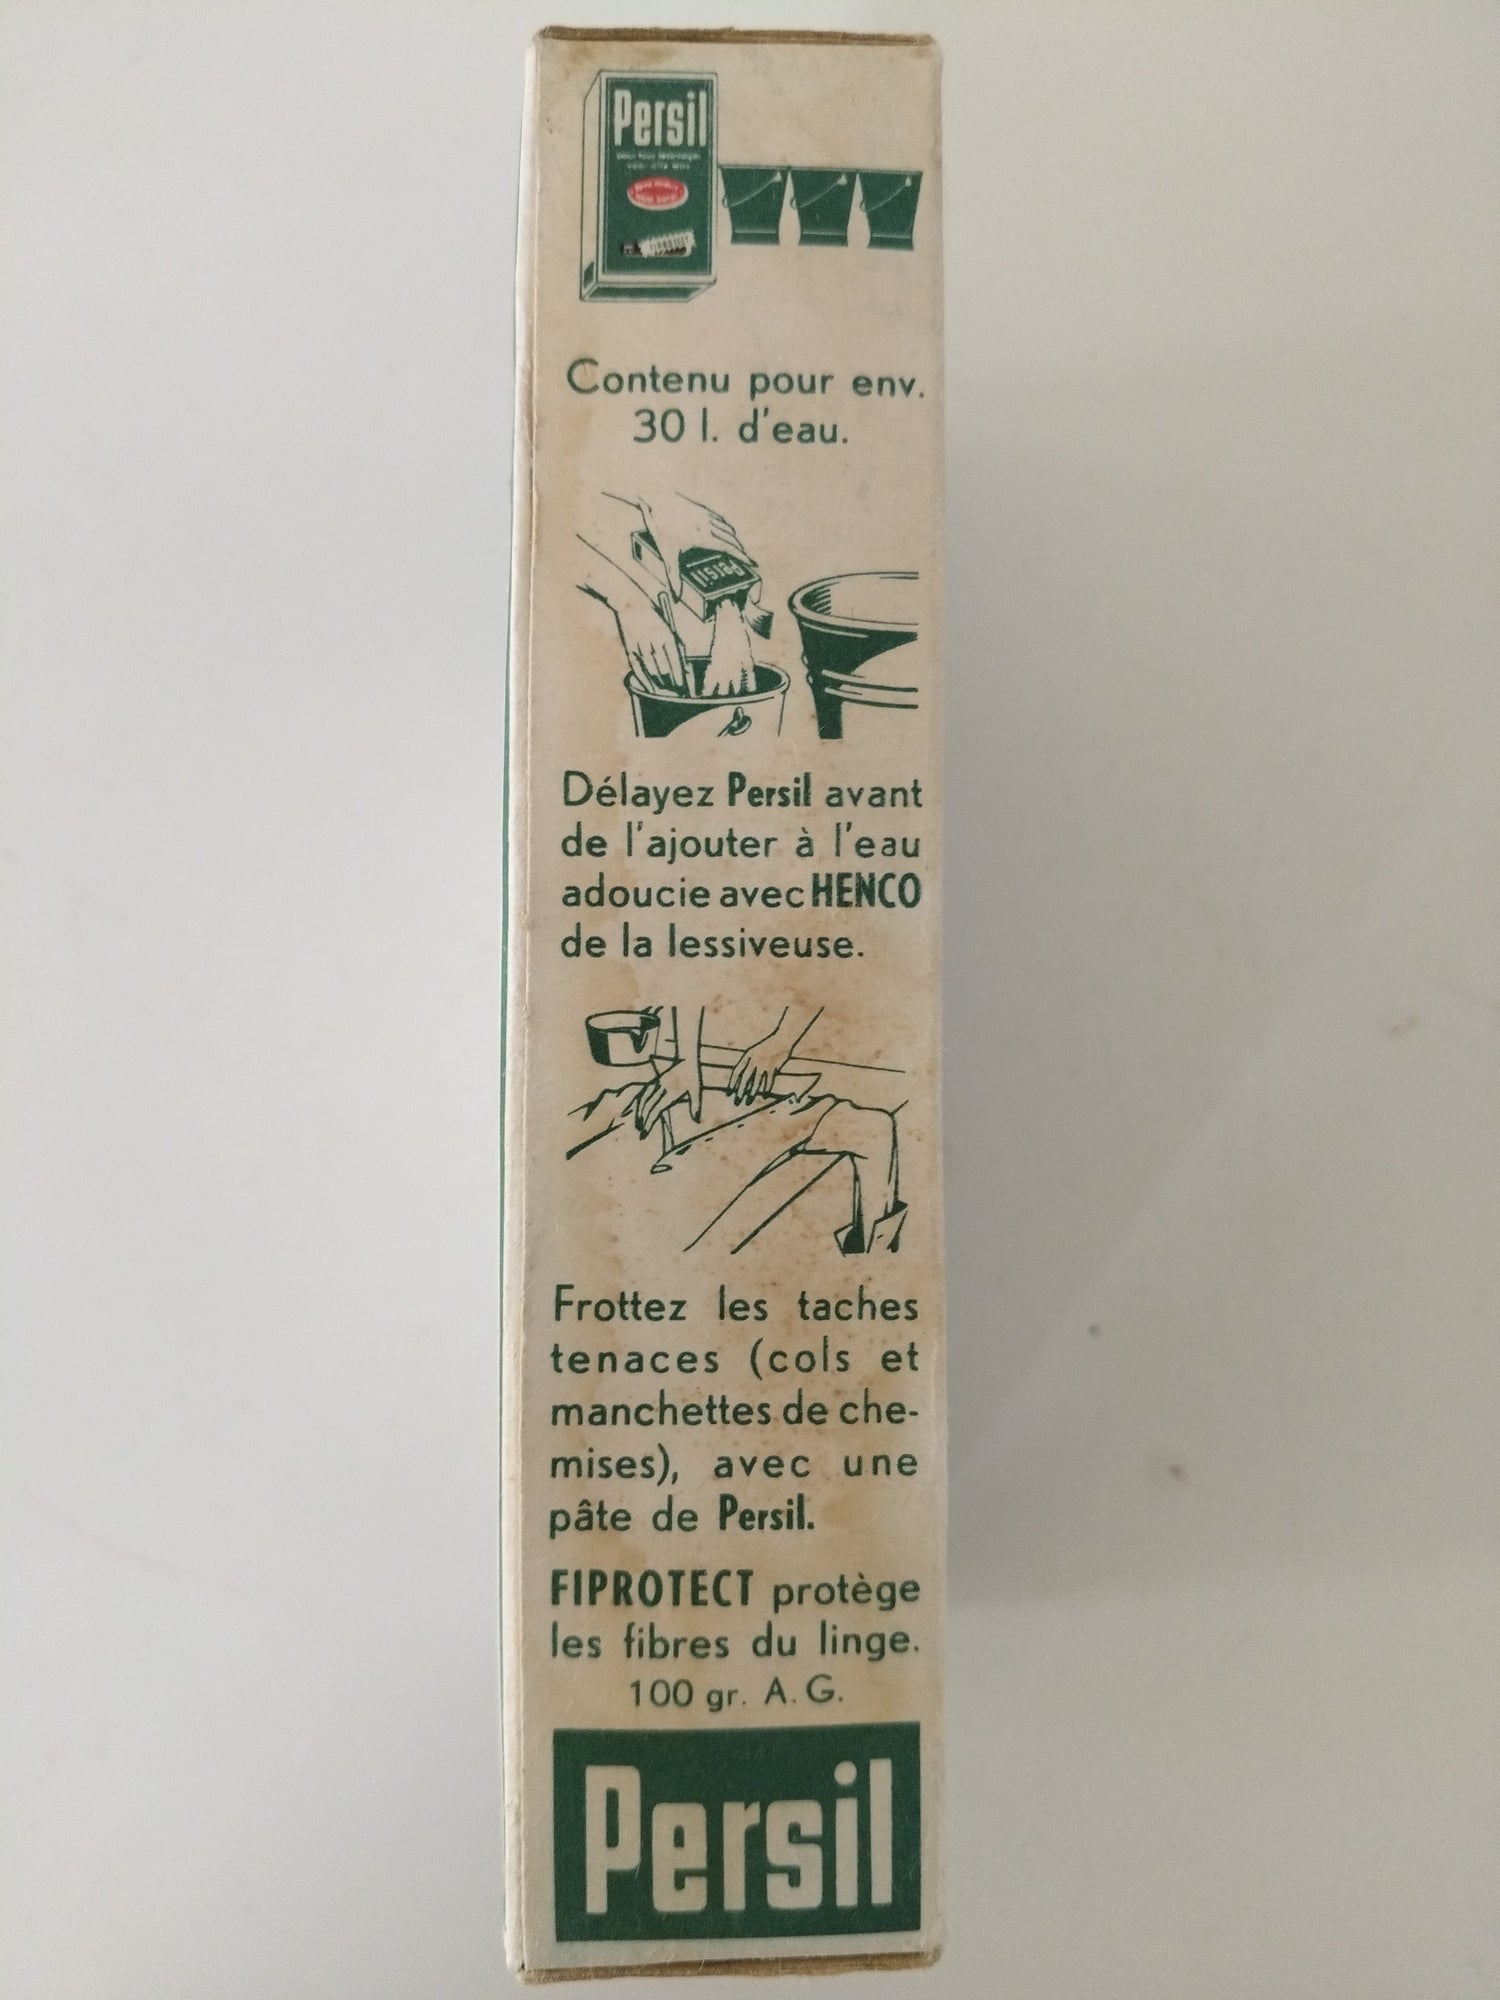 Persil
Contenu pour env.
30 l. d'eau.
Persil
Délayez Persil avant
de l'ajouter à l'eau
adoucie avec HENCO
de la lessiveuse.
Frottez les taches
tenaces (cols et
manchettes de che-
mises), avec une
pâte de Persil.
FIPROTECT protège
les fibres du linge.
100 gr. A. G.
Persil